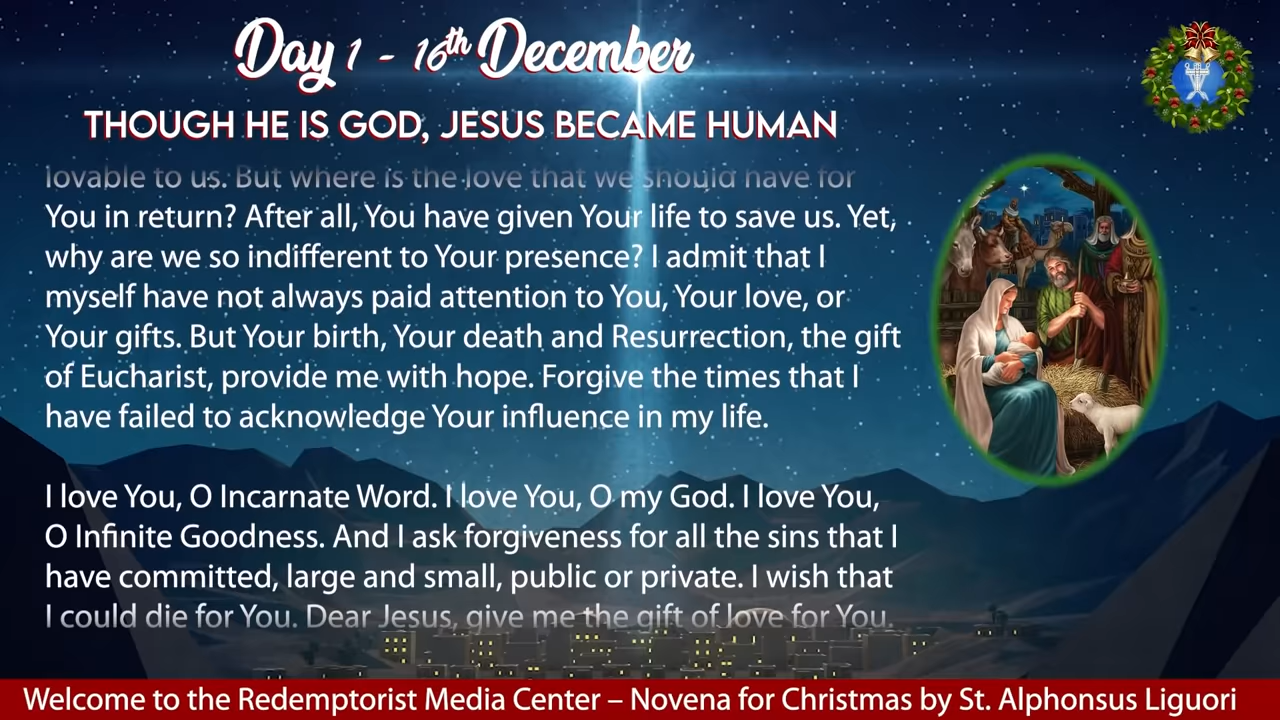 Day 1 - 16th December
THOUGH HE IS GOD, JESUS BECAME HUMAN
lovable to us. But where is the love that we should have for
You in return? After all, You have given Your life to save us. Yet,
why are we so indifferent to Your presence? I admit that I
myself have not always paid attention to You, Your love, or
Your gifts. But Your birth, Your death and Resurrection, the gift
of Eucharist, provide me with hope. Forgive the times that I
have failed to acknowledge Your influence in my life.
I love You, O Incarnate Word. I love You, O my God. I love You,
O Infinite Goodness. And I ask forgiveness for all the sins that I
have committed, large and small, public or private. I wish that
I could die for You. Dear Jesus, give me the gift of love for You.
Welcome to the Redemptorist Media Center – Novena for Christmas by St. Alphonsus Liguori